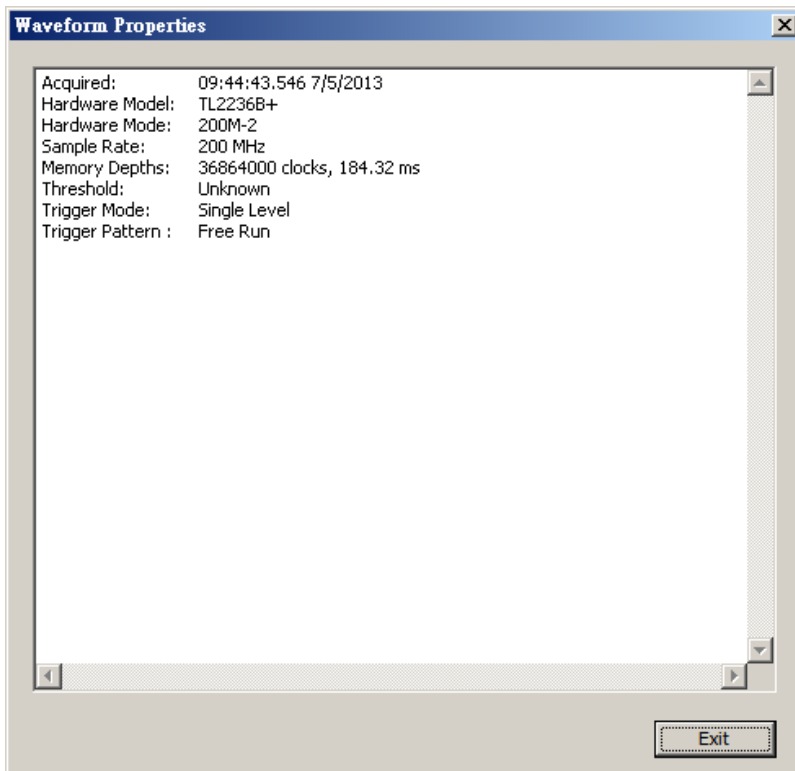 Waveform Properties
Acquired: 09:44:43.546 7/5/2013
Hardware Model: TL2236B+
Hardware Mode: 200M-2
Sample Rate: 200 MHz
Memory Depths: 36864000 clocks, 184.32 ms
Threshold: Unknown
Trigger Mode: Single Level
Trigger Pattern : Free Run
Exit